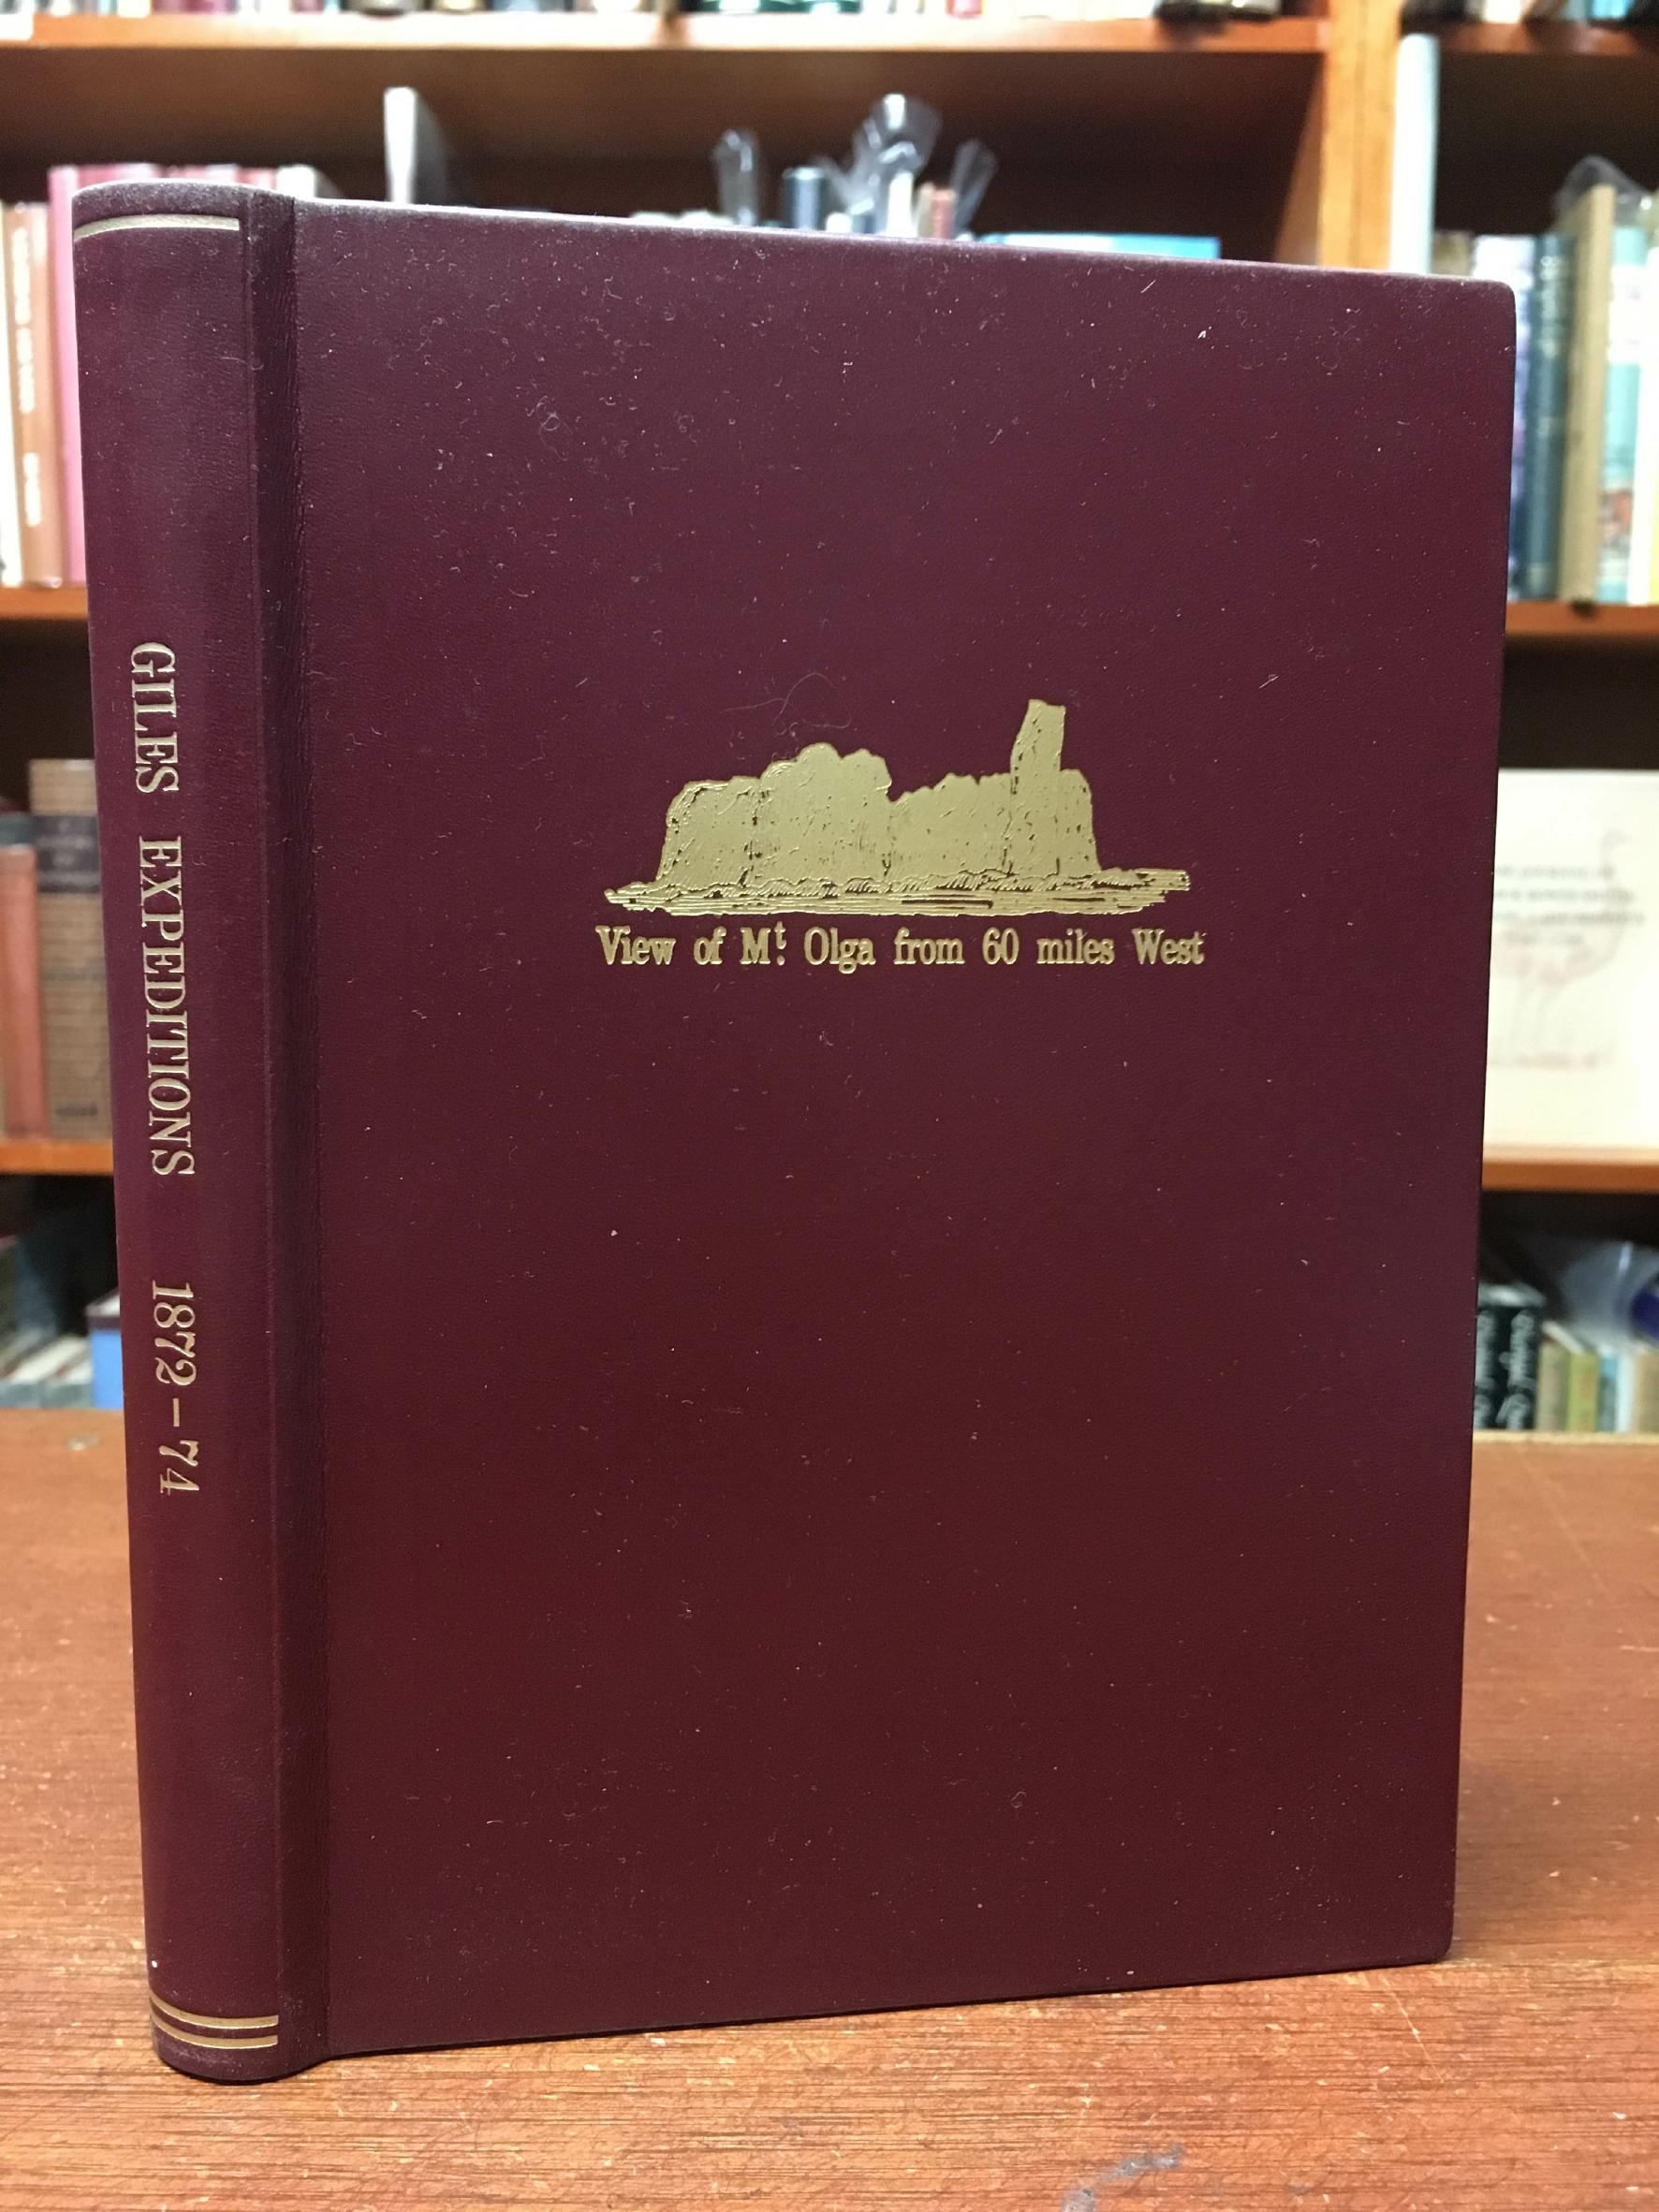 GILES EXPEDITIONS 1872–74
View of Mt. Olga from 60 miles West